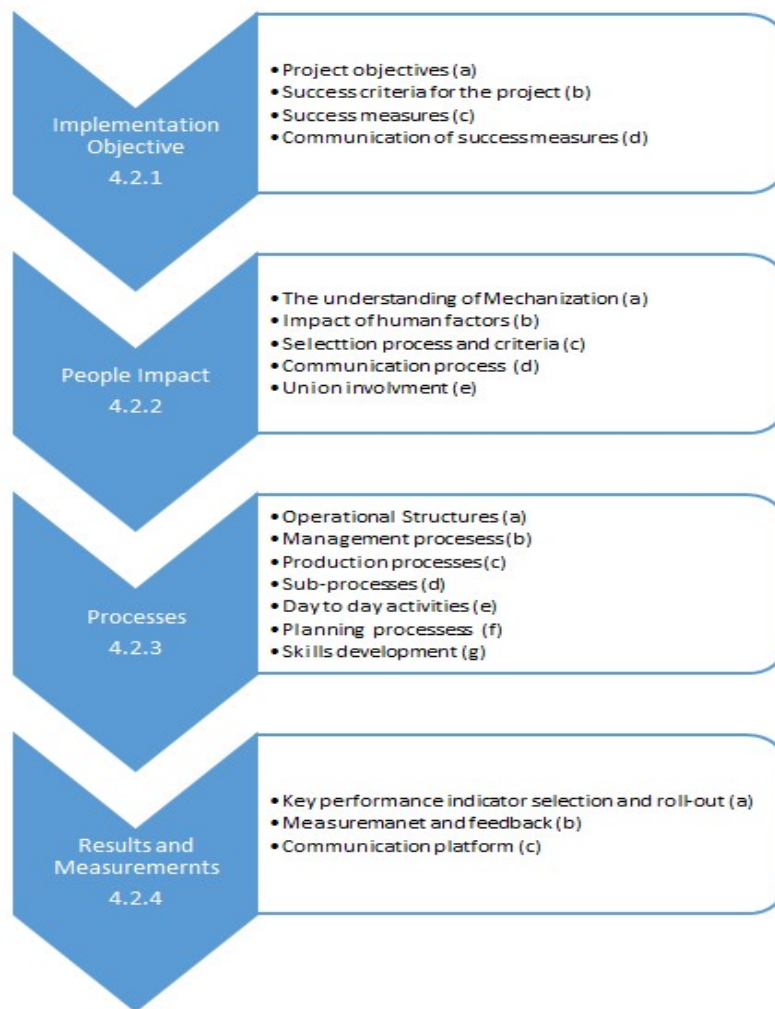 Implementation
Objective
4.2.1
• Project objectives (a)
• Success criteria for the project (b)
• Success measures (c)
• Communication of success measures (d)
People Impact
4.2.2
• The understanding of Mechanization (a)
• Impact of human factors (b)
• Selecttion process and criteria (c)
• Communication process (d)
• Union involvment (e)
Processes
4.2.3
• Operational Structures (a)
• Management procesess (b)
• Production processes (c)
• Sub-processes (d)
• Day to day activities (e)
• Planning processess (f)
• Skills development (g)
Results and
Measuremernts
4.2.4
• Key performance indicator selection and roll-out (a)
• Measuremanet and feedback (b)
• Communication platform (c)